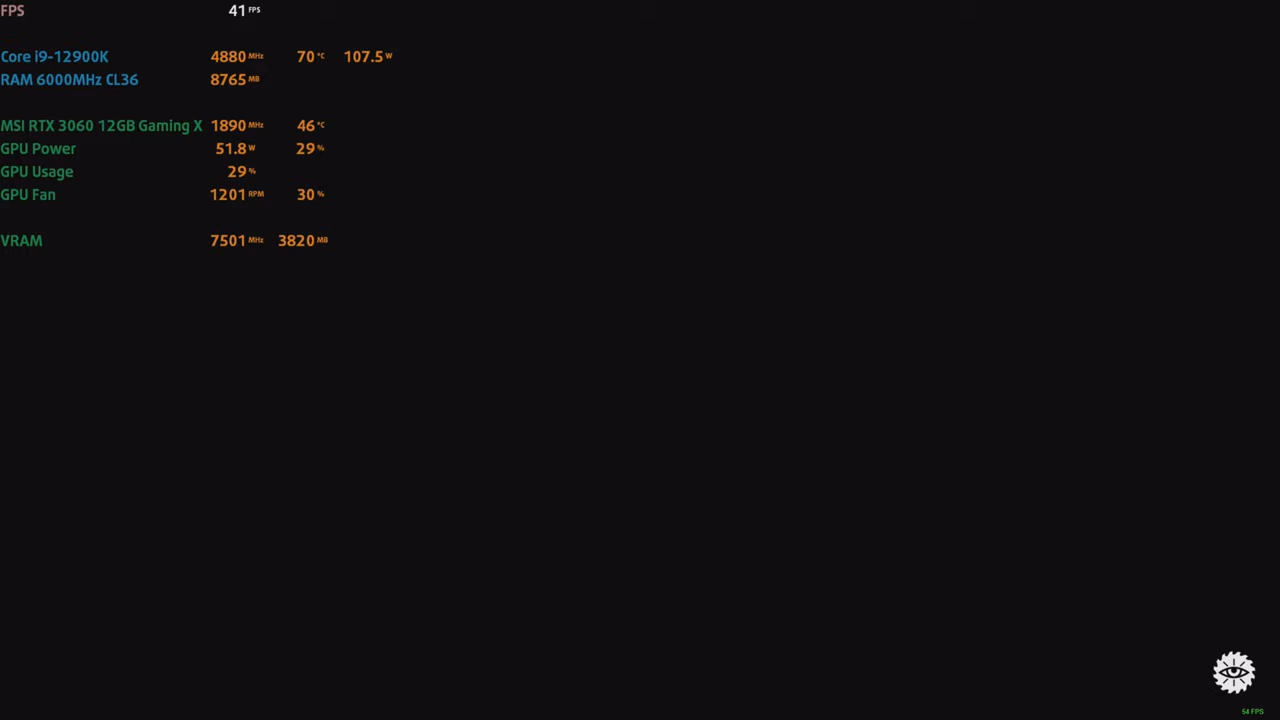 FPS 41 FPS
Core i9-12900K 4880 MHz 70 °C 107.5 W
RAM 6000MHz CL36 8765 MB
MSI RTX 3060 12GB Gaming X 1890 MHz 46 °C
GPU Power 51.8 W 29 %
GPU Usage 29 %
GPU Fan 1201 RPM 30 %
VRAM 7501 MHz 3820 MB
54 FPS